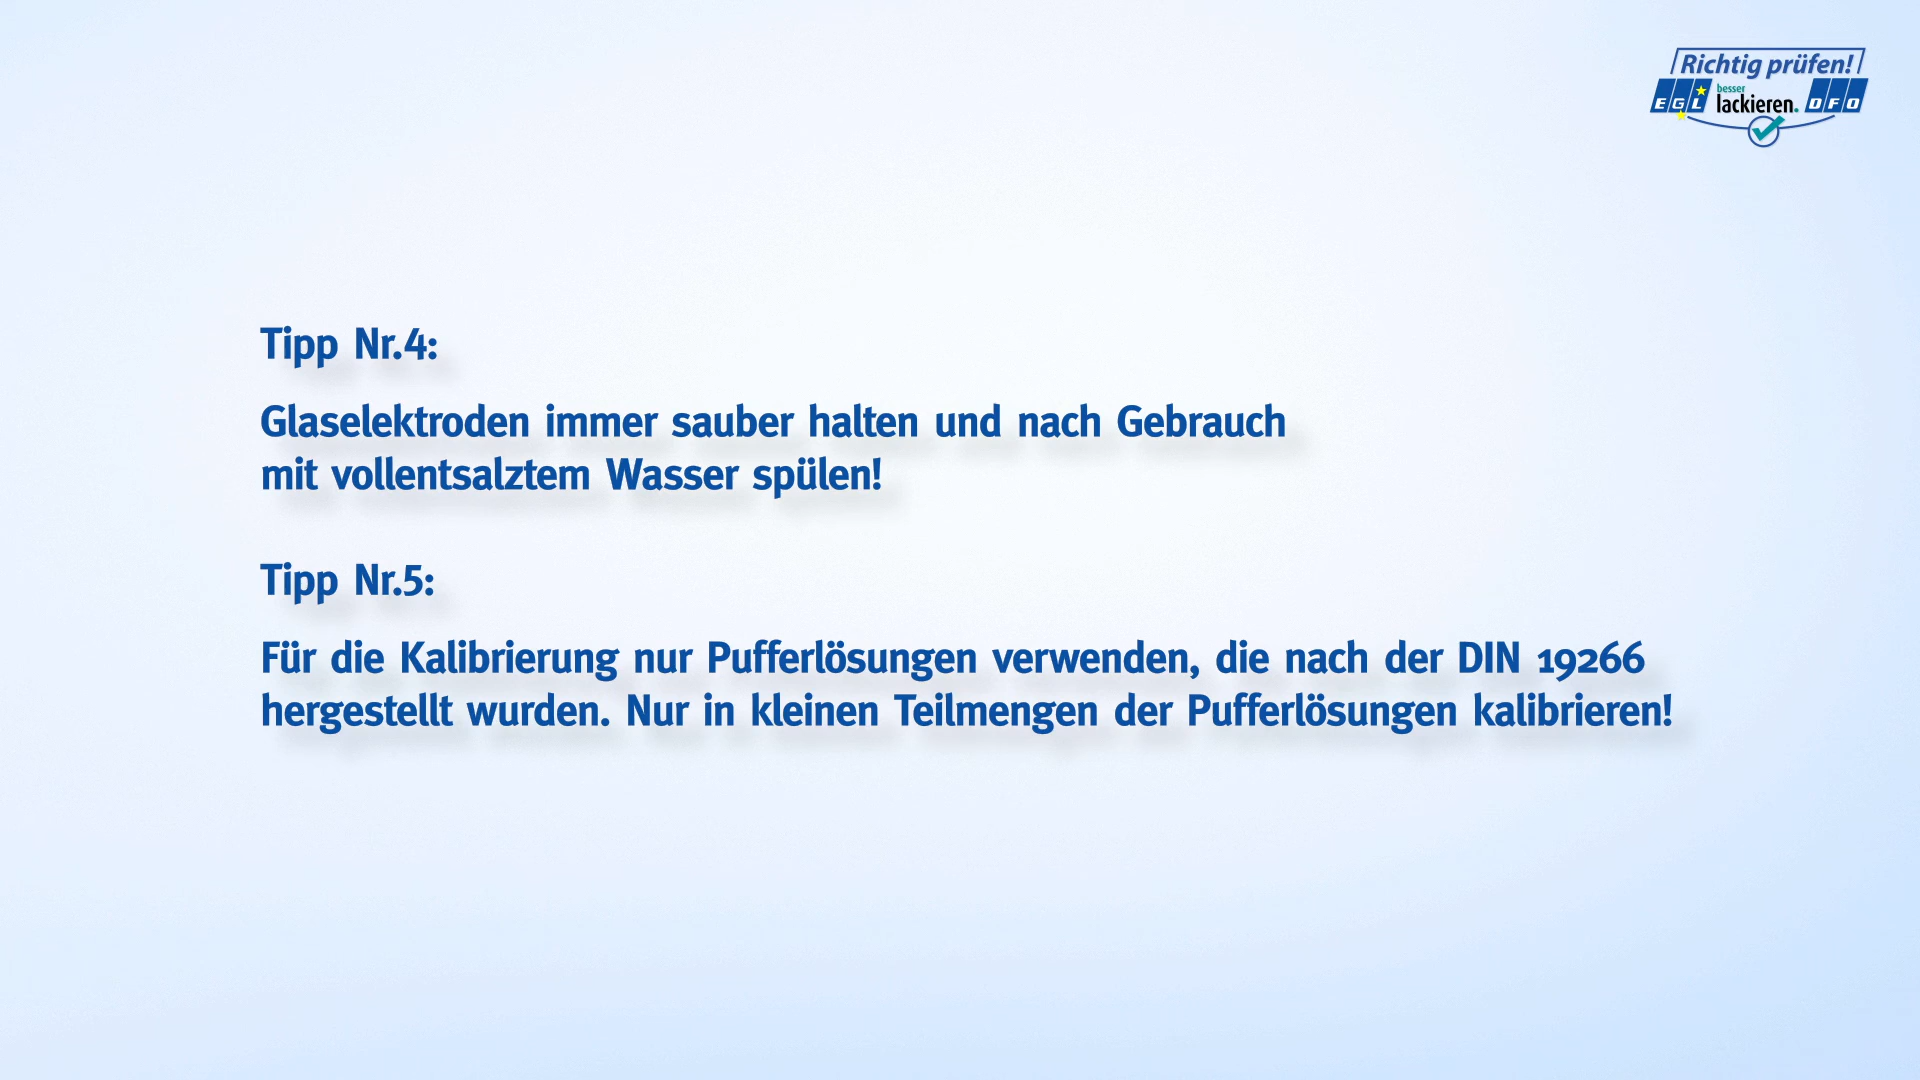 Richtig prüfen!
EGL besser lackieren. DFO
Tipp Nr.4:
Glaselektroden immer sauber halten und nach Gebrauch
mit vollentsalztem Wasser spülen!
Tipp Nr.5:
Für die Kalibrierung nur Pufferlösungen verwenden, die nach der DIN 19266
hergestellt wurden. Nur in kleinen Teilmengen der Pufferlösungen kalibrieren!